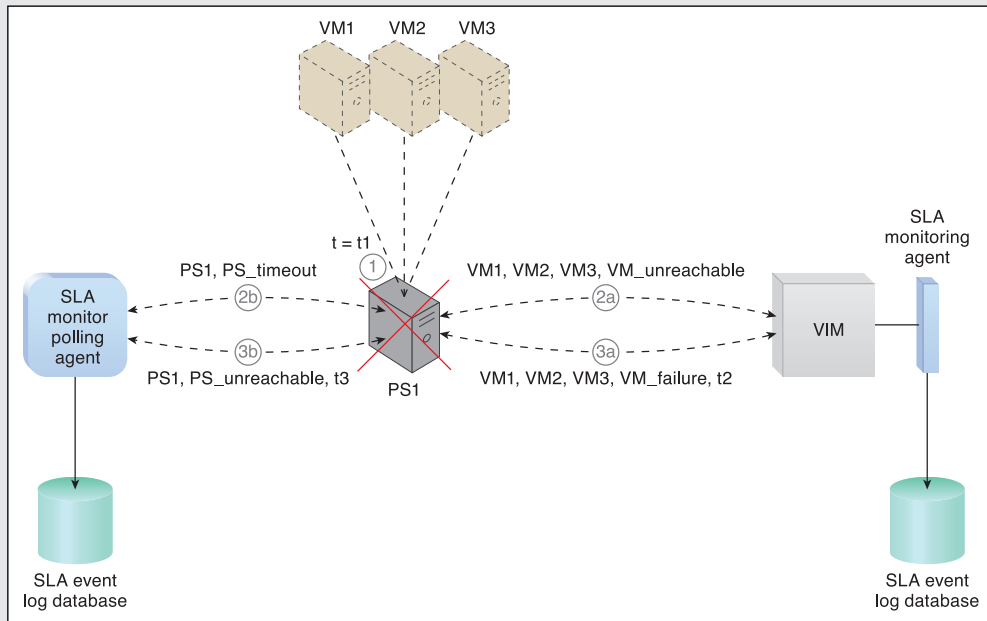 VM1
VM2
VM3
t = t1
1
PS1, PS_timeout
2b
3b
PS1, PS_unreachable, t3
SLA
monitor
polling
agent
PS1
VM1, VM2, VM3, VM_unreachable
2a
3a
VM1, VM2, VM3, VM_failure, t2
VIM
SLA
monitoring
agent
SLA event
log database
SLA event
log database